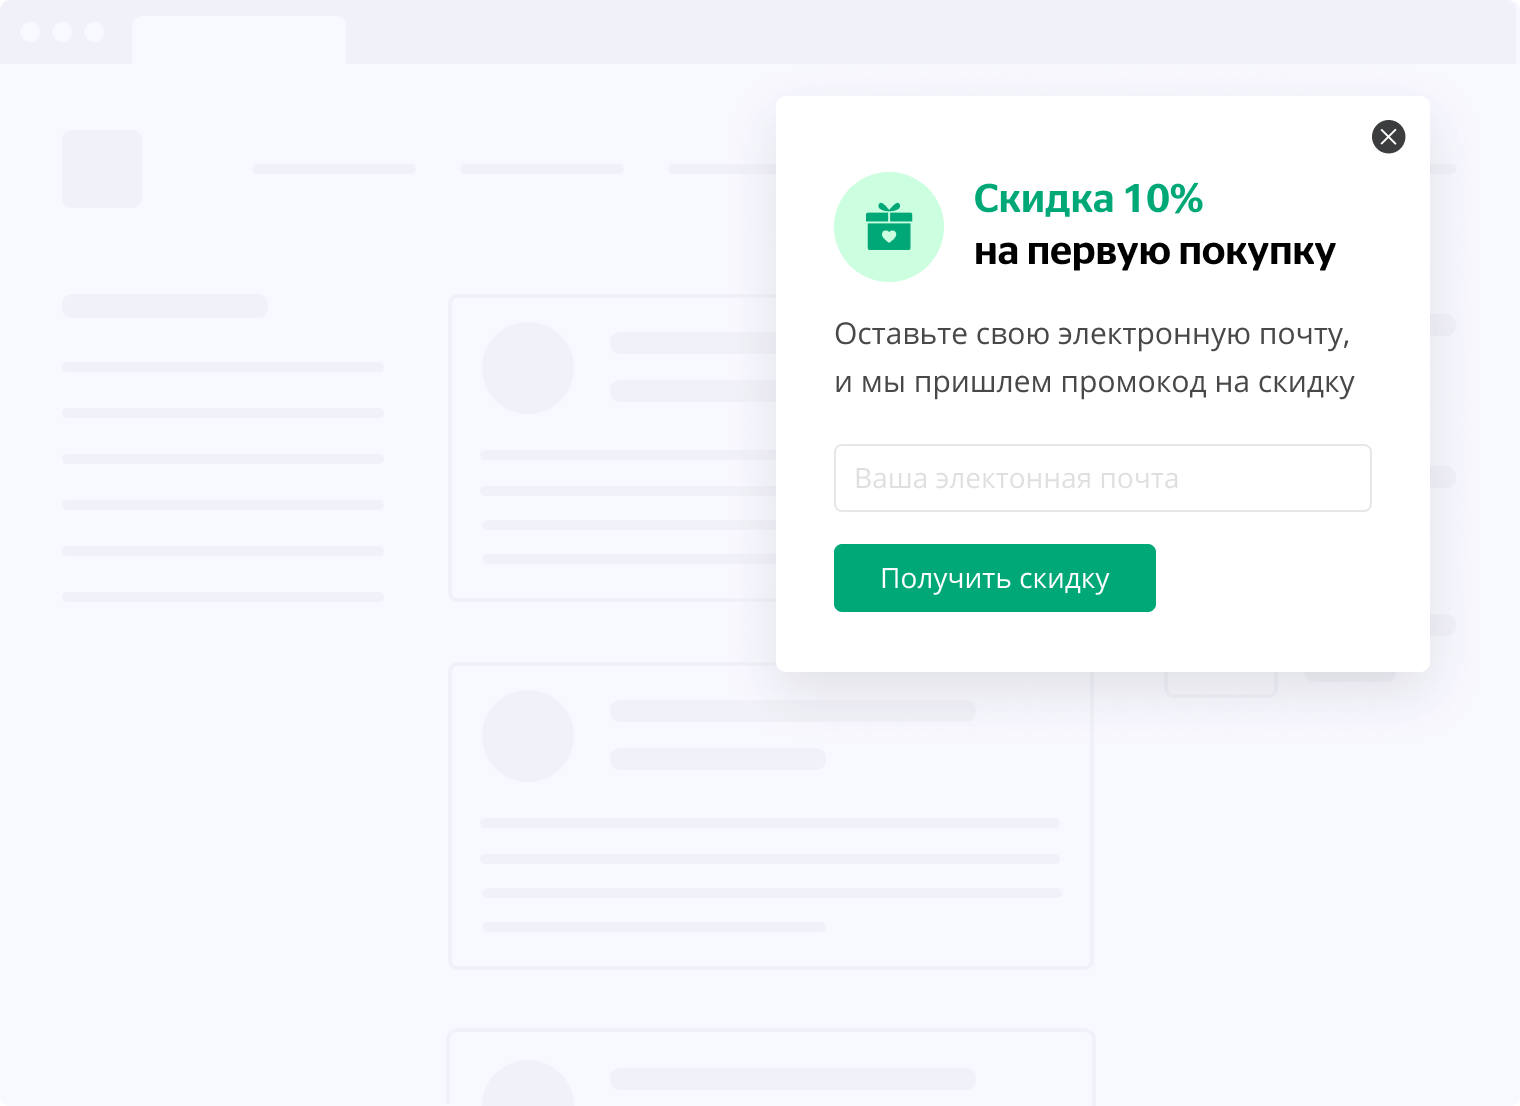 Скидка 10%
на первую покупку
Оставьте свою электронную почту,
и мы пришлем промокод на скидку
Ваша электонная почта
Получить скидку